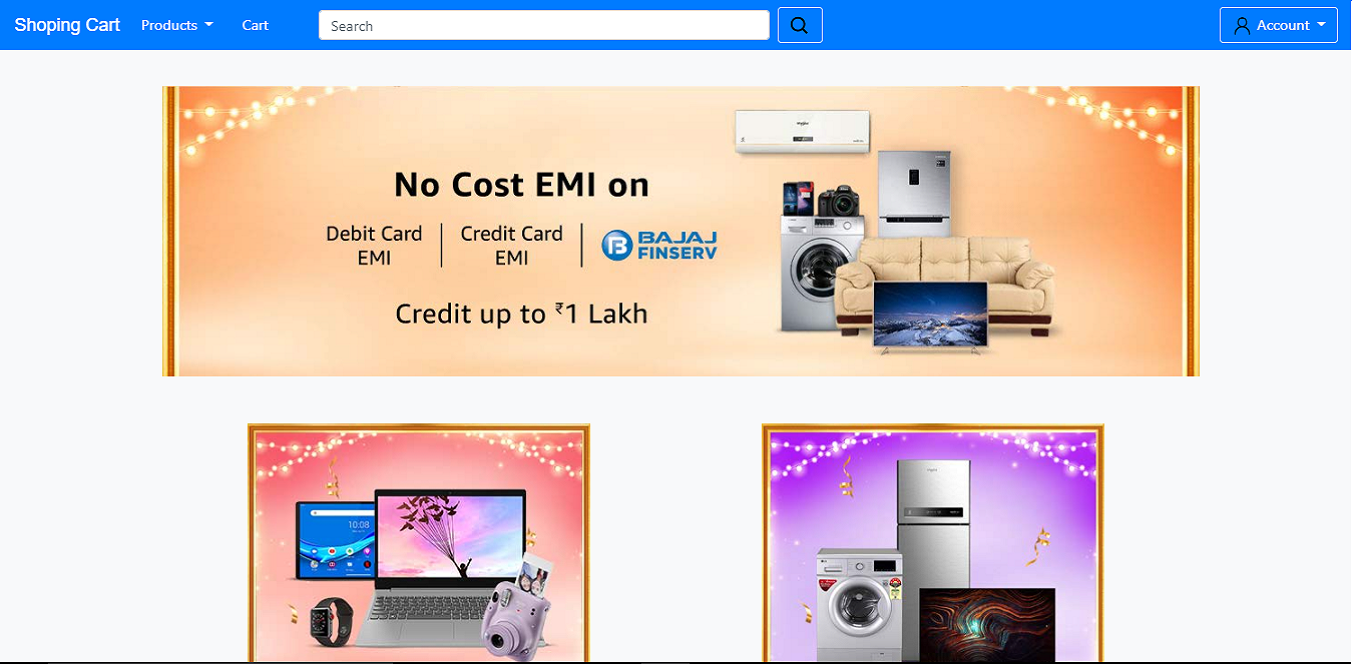 Shoping Cart Products Cart Search Account
No Cost EMI on
Debit Card EMI
Credit Card EMI
BAJAJ FINSERV
Credit up to ₹1 Lakh
10:08